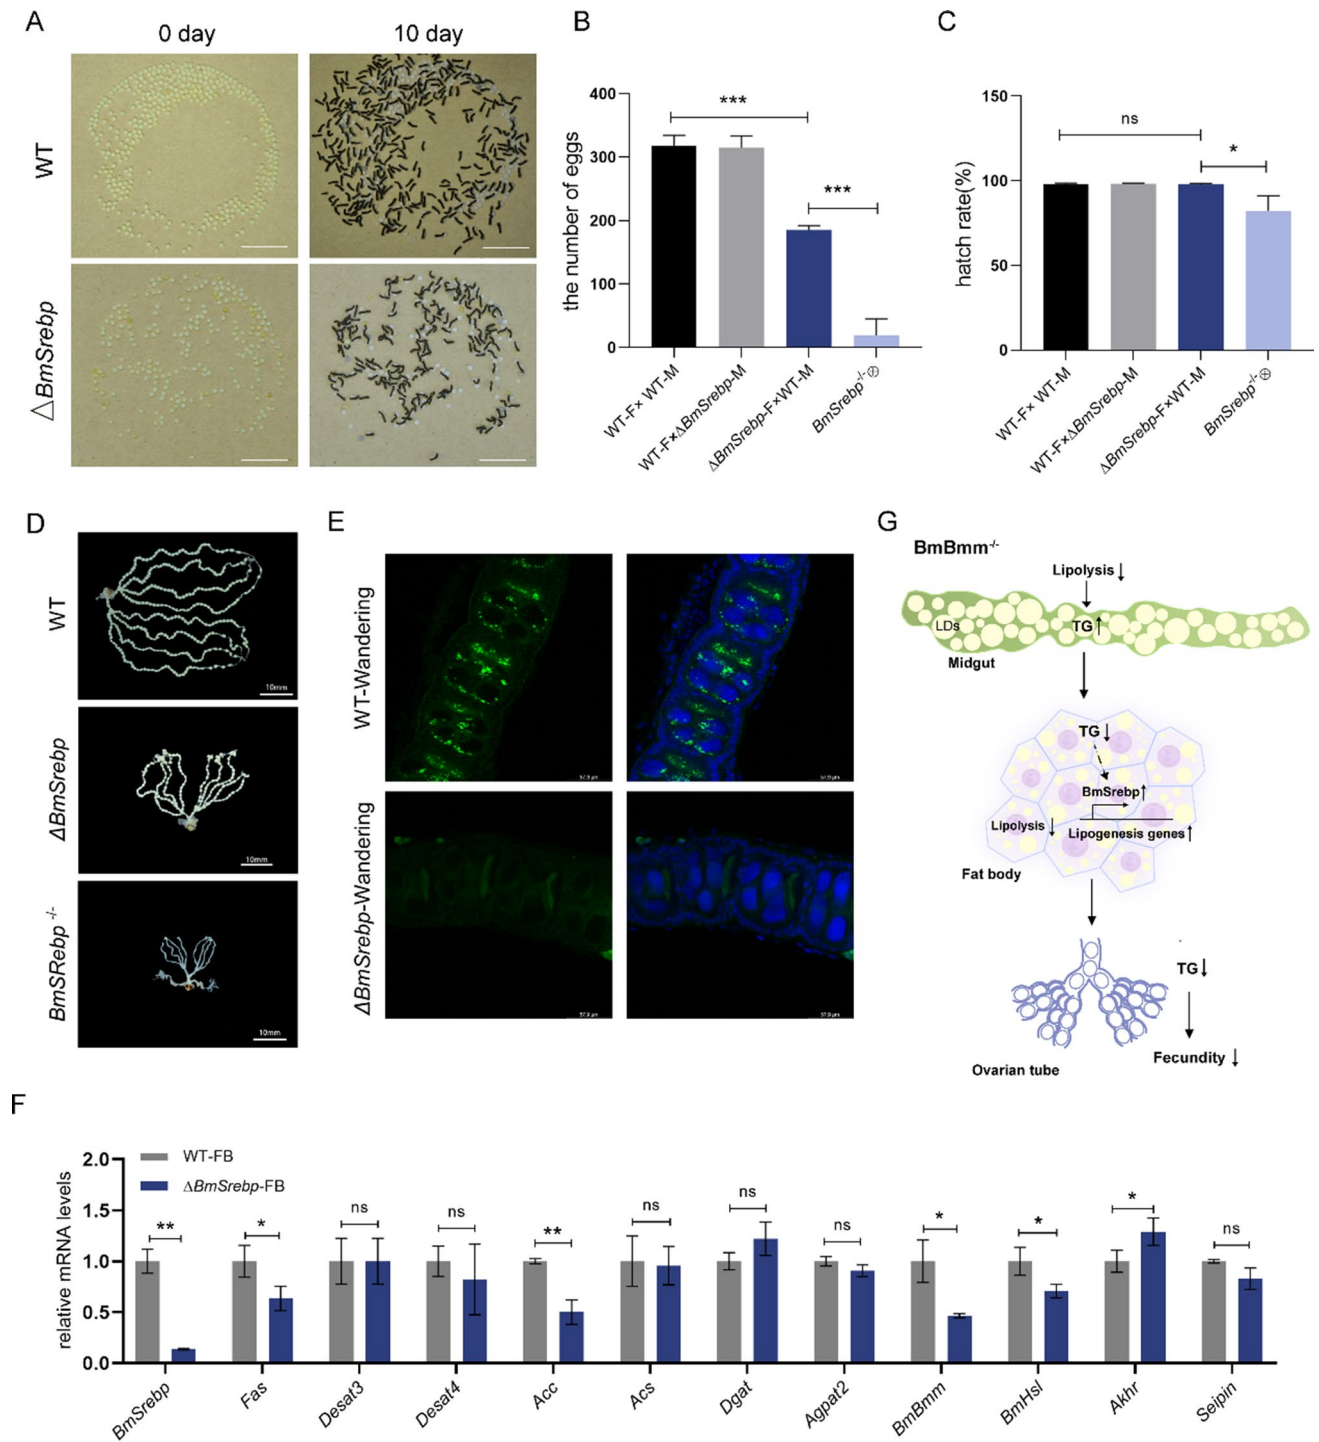 A
0 day
10 day
WT
△BmSrebp
B
the number of eggs
400
300
200
100
0
***
***
WT-F× WT-M
WT-F×ΔBmSrebp-M
ΔBmSrebp-F×WT-M
BmSrebp-/-⊕
C
hatch rate(%)
150
100
50
0
ns
*
WT-F× WT-M
WT-F×ΔBmSrebp-M
ΔBmSrebp-F×WT-M
BmSrebp-/-⊕
D
WT
10mm
ΔBmSrebp
10mm
BmSRebp -/-
10mm
E
WT-Wandering
ΔBmSrebp-Wandering
G
BmBmm-/-
Lipolysis ↓
LDs
TG ↑
Midgut
TG ↓
BmSrebp ↑
Lipolysis ↓
Lipogenesis genes ↑
Fat body
TG ↓
Fecundity ↓
Ovarian tube
F
relative mRNA levels
2.0
1.5
1.0
0.5
0.0
WT-FB
ΔBmSrebp-FB
**
*
ns
ns
**
ns
ns
ns
*
*
*
ns
BmSrebp
Fas
Desat3
Desat4
Acc
Acs
Dgat
Agpat2
BmBmm
BmHsl
Akhr
Seipin